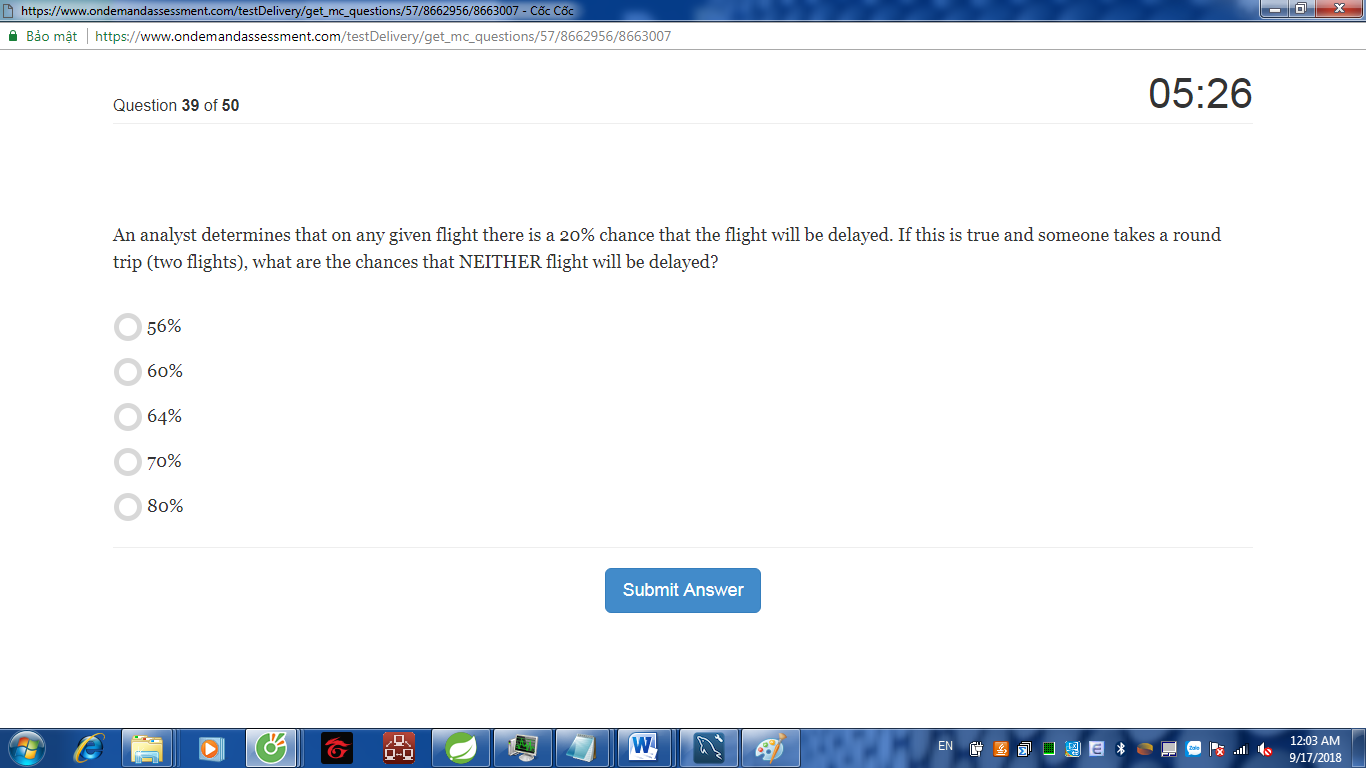 https://www.ondemandassessment.com/testDelivery/get_mc_questions/57/8662956/8663007 - Cốc Cốc
Bảo mật https://www.ondemandassessment.com/testDelivery/get_mc_questions/57/8662956/8663007
Question 39 of 50
05:26
An analyst determines that on any given flight there is a 20% chance that the flight will be delayed. If this is true and someone takes a round
trip (two flights), what are the chances that NEITHER flight will be delayed?
56%
60%
64%
70%
80%
Submit Answer
EN
12:03 AM
9/17/2018